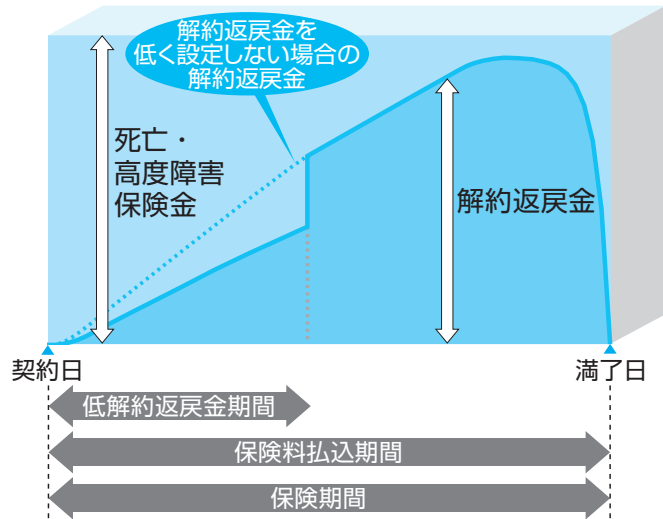 解約返戻金を
低く設定しない場合の
解約返戻金
死亡・
高度障害
保険金
解約返戻金
契約日
満了日
低解約返戻金期間
保険料払込期間
保険期間